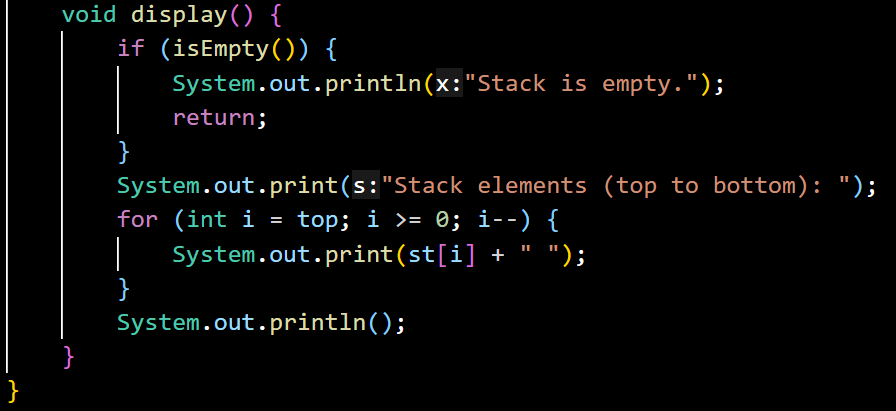 void display() {
if (isEmpty()) {
System.out.println(x:"Stack is empty.");
return;
}
System.out.print(s:"Stack elements (top to bottom): ");
for (int i = top; i >= 0; i--) {
System.out.print(st[i] + " ");
}
System.out.println();
}
}